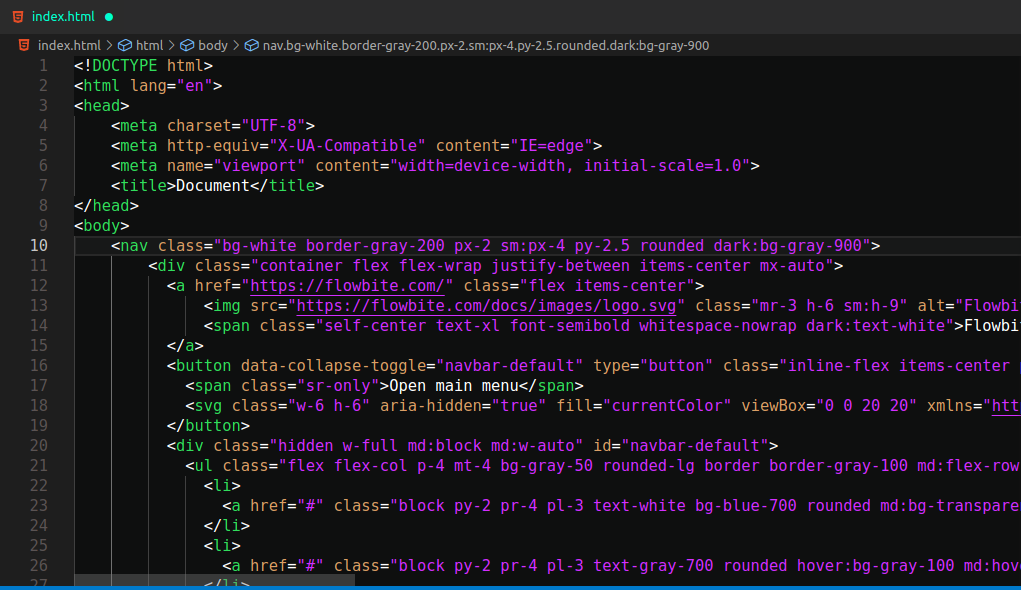 index.html
index.html > html > body > nav.bg-white.border-gray-200.px-2.sm:px-4.py-2.5.rounded.dark:bg-gray-900
1 <!DOCTYPE html>
2 <html lang="en">
3 <head>
4 <meta charset="UTF-8">
5 <meta http-equiv="X-UA-Compatible" content="IE=edge">
6 <meta name="viewport" content="width=device-width, initial-scale=1.0">
7 <title>Document</title>
8 </head>
9 <body>
10 <nav class="bg-white border-gray-200 px-2 sm:px-4 py-2.5 rounded dark:bg-gray-900">
11 <div class="container flex flex-wrap justify-between items-center mx-auto">
12 <a href="https://flowbite.com/" class="flex items-center">
13 <img src="https://flowbite.com/docs/images/logo.svg" class="mr-3 h-6 sm:h-9" alt="Flowbi
14 <span class="self-center text-xl font-semibold whitespace-nowrap dark:text-white">Flowbi
15 </a>
16 <button data-collapse-toggle="navbar-default" type="button" class="inline-flex items-center
17 <span class="sr-only">Open main menu</span>
18 <svg class="w-6 h-6" aria-hidden="true" fill="currentColor" viewBox="0 0 20 20" xmlns="htt
19 </button>
20 <div class="hidden w-full md:block md:w-auto" id="navbar-default">
21 <ul class="flex flex-col p-4 mt-4 bg-gray-50 rounded-lg border border-gray-100 md:flex-row
22 <li>
23 <a href="#" class="block py-2 pr-4 pl-3 text-white bg-blue-700 rounded md:bg-transpare
24 </li>
25 <li>
26 <a href="#" class="block py-2 pr-4 pl-3 text-gray-700 rounded hover:bg-gray-100 md:hov
27 </li>